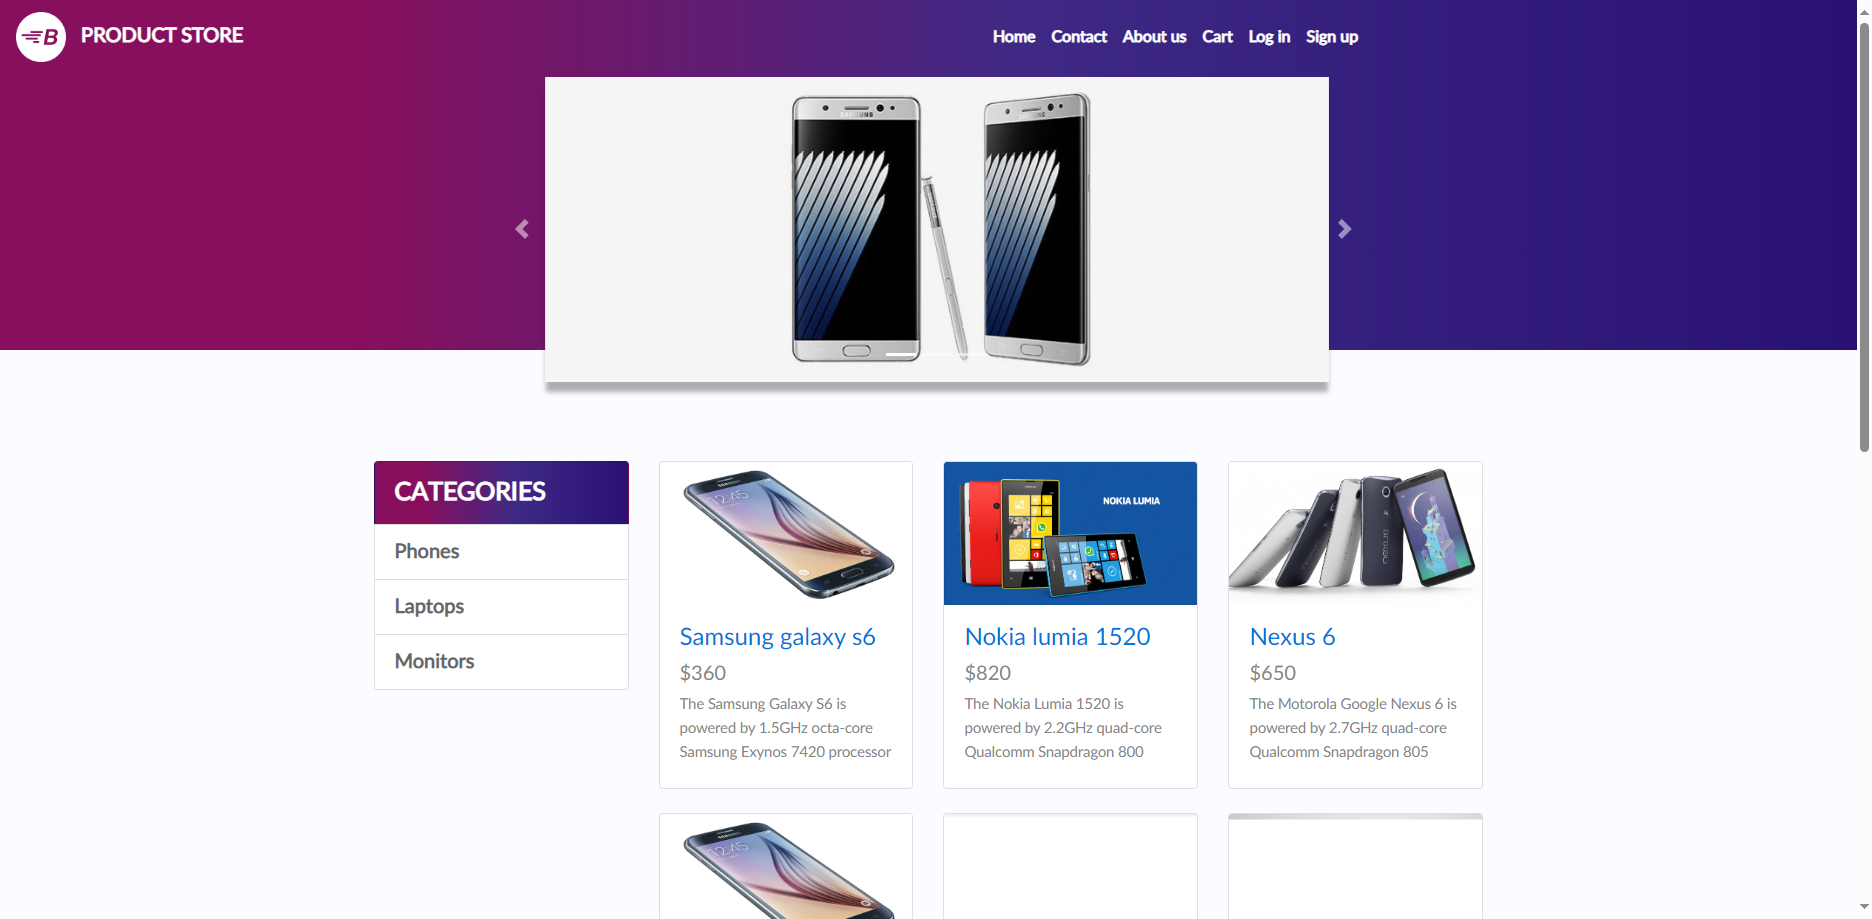 B PRODUCT STORE
Home Contact About us Cart Log in Sign up
SAMSUNG
SAMSUNG
CATEGORIES
Phones
Laptops
Monitors
12:45
Samsung galaxy s6
$360
The Samsung Galaxy S6 is
powered by 1.5GHz octa-core
Samsung Exynos 7420 processor
NOKIA LUMIA
Nokia lumia 1520
$820
The Nokia Lumia 1520 is
powered by 2.2GHz quad-core
Qualcomm Snapdragon 800
nexus
Nexus 6
$650
The Motorola Google Nexus 6 is
powered by 2.7GHz quad-core
Qualcomm Snapdragon 805
12:45